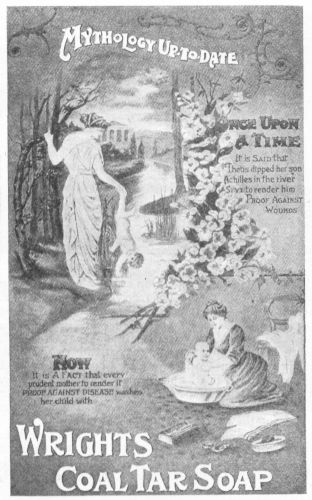 MYTHOLOGY UP-TO-DATE
ONCE UPON
A TIME
It is SAID that
Thetis dipped her son
Achilles in the river
Styx to render him
PROOF AGAINST
WOUNDS
NOW
It is A FACT that every
prudent mother to render it
PROOF AGAINST DISEASE washes
her child with
WRIGHTS
COAL TAR SOAP